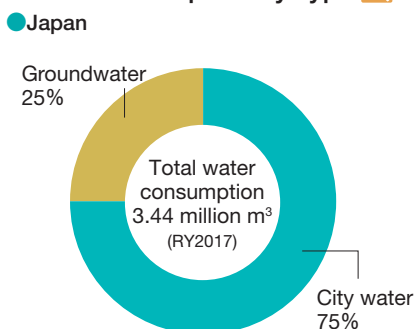 Japan
Groundwater
25%
Total water
consumption
3.44 million m³
(RY2017)
City water
75%